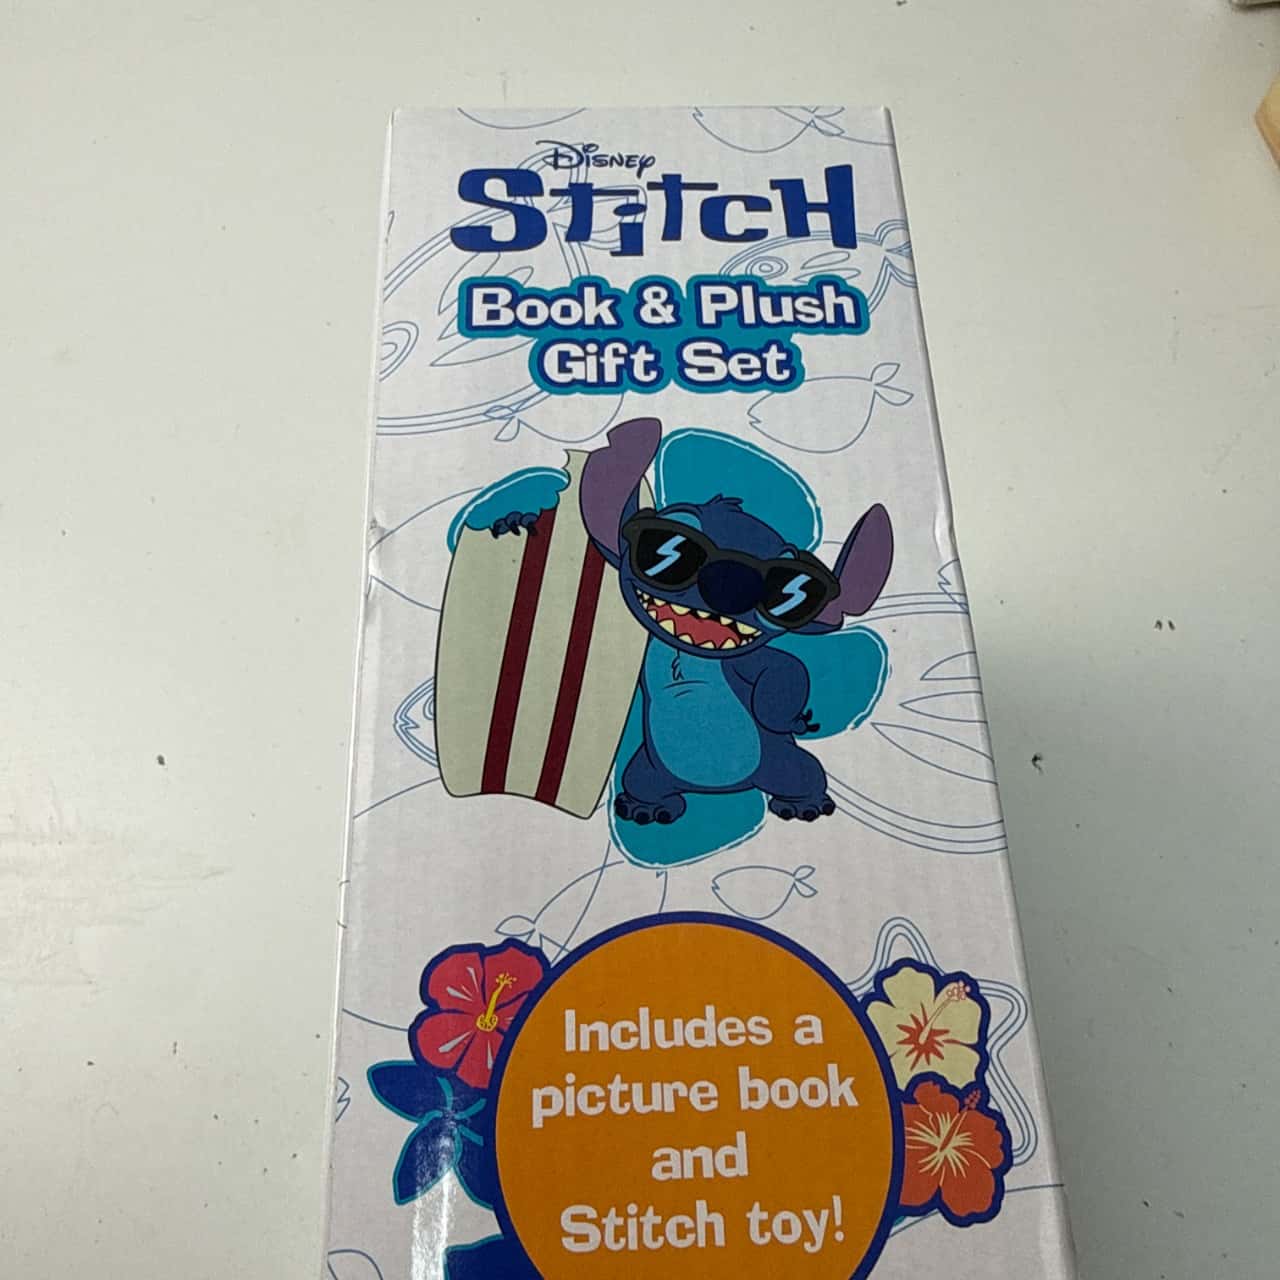 Disney
Stitch
Book & Plush
Gift Set
Includes a
picture book
and
Stitch toy!